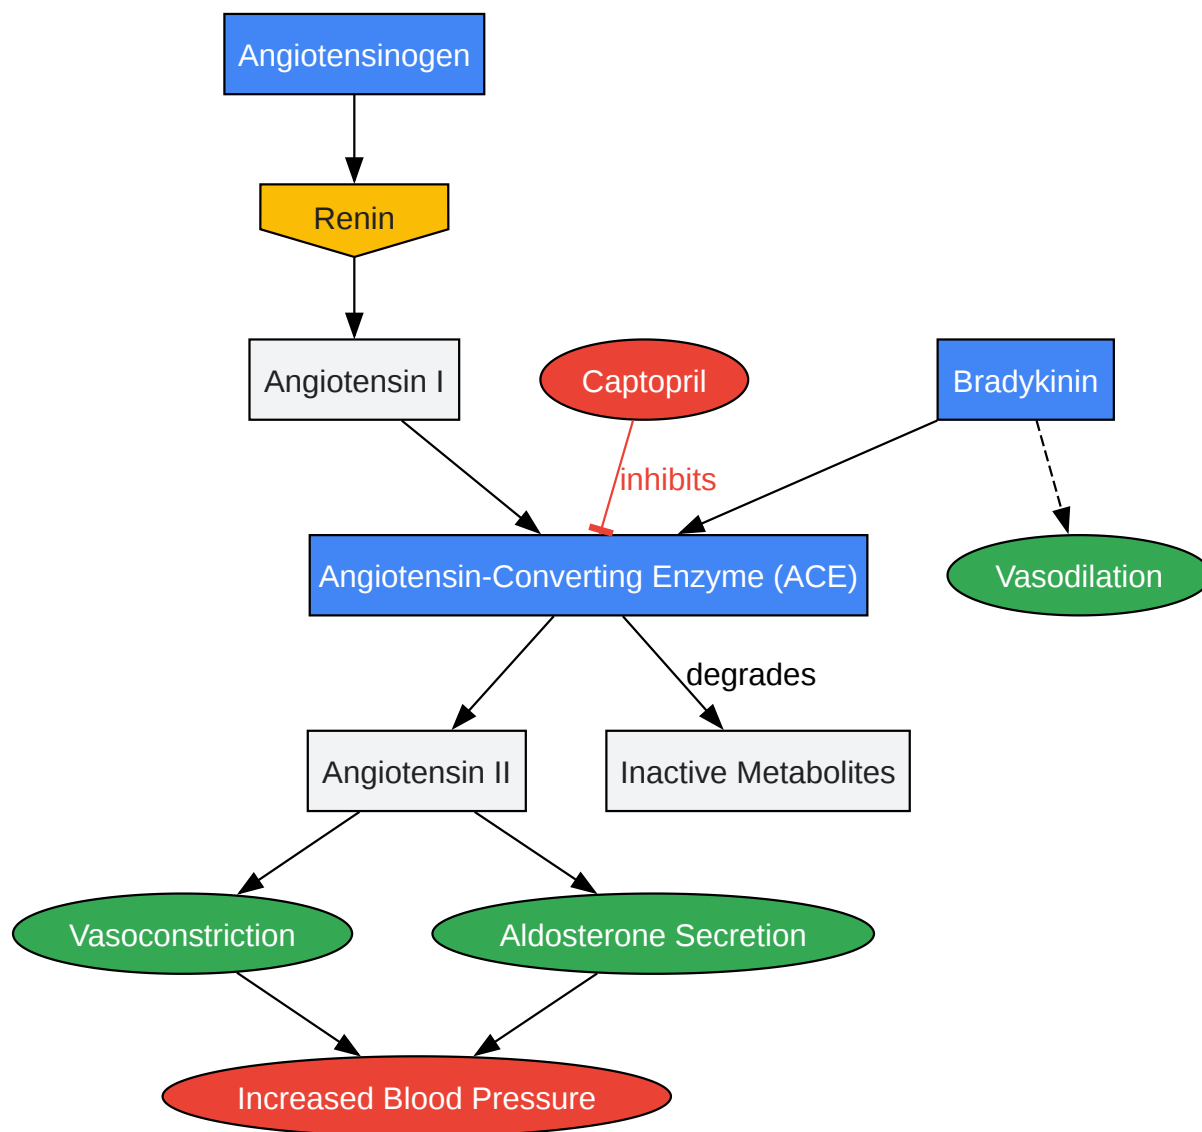 Angiotensinogen
Renin
Angiotensin I
Captopril
Bradykinin
inhibits
Angiotensin-Converting Enzyme (ACE)
Vasodilation
degrades
Angiotensin II
Inactive Metabolites
Vasoconstriction
Aldosterone Secretion
Increased Blood Pressure